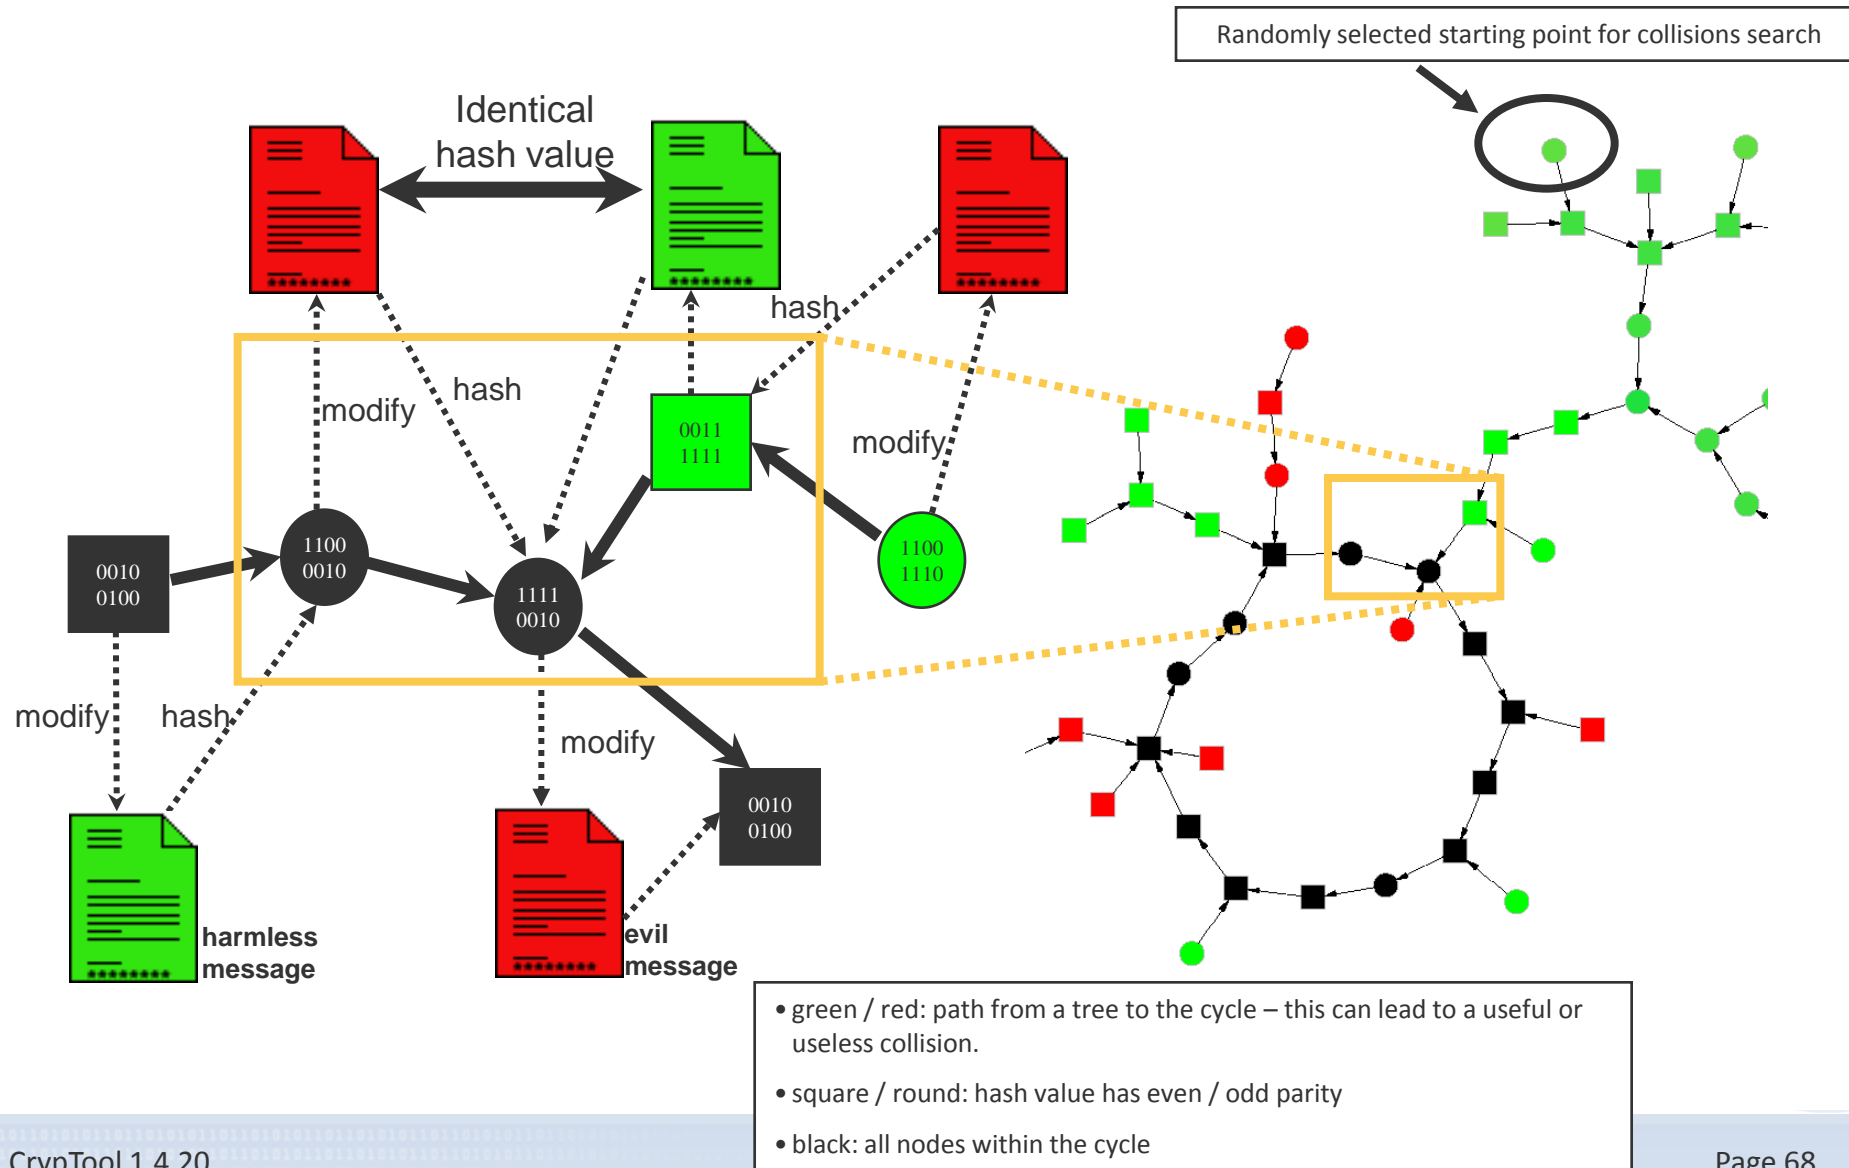 Randomly selected starting point for collisions search
Identical
hash value
hash
hash
modify
modify
0011
1111
1100
0010
1100
1110
0010
0100
1111
0010
modify
hash
modify
0010
0100
harmless
message
evil
message
• green / red: path from a tree to the cycle – this can lead to a useful or
useless collision.
• square / round: hash value has even / odd parity
• black: all nodes within the cycle
CrypTool 1.4.20
Page 68